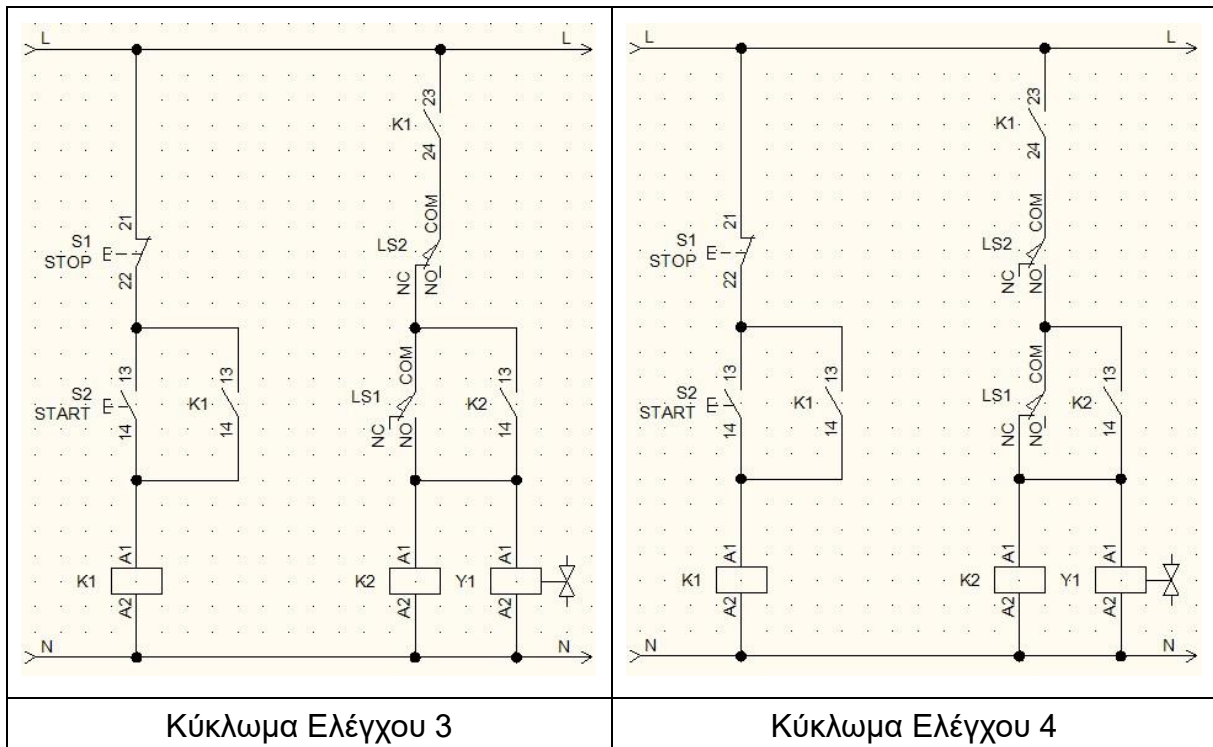 L L
23
K1
24
COM
21
S1
STOP
LS2
22
NC
NO
COM
13
13
S2
START
LS1
K1
13
K2
14
14
NC
NO
14
A1
A1
A1
K1
K2
Y1
A2
A2
A2
N N
Κύκλωμα Ελέγχου 3
L L
23
K1
24
COM
21
S1
STOP
LS2
22
NC
NO
COM
13
13
S2
START
LS1
K1
13
K2
14
14
NC
NO
14
A1
A1
A1
K1
K2
Y1
A2
A2
A2
N N
Κύκλωμα Ελέγχου 4